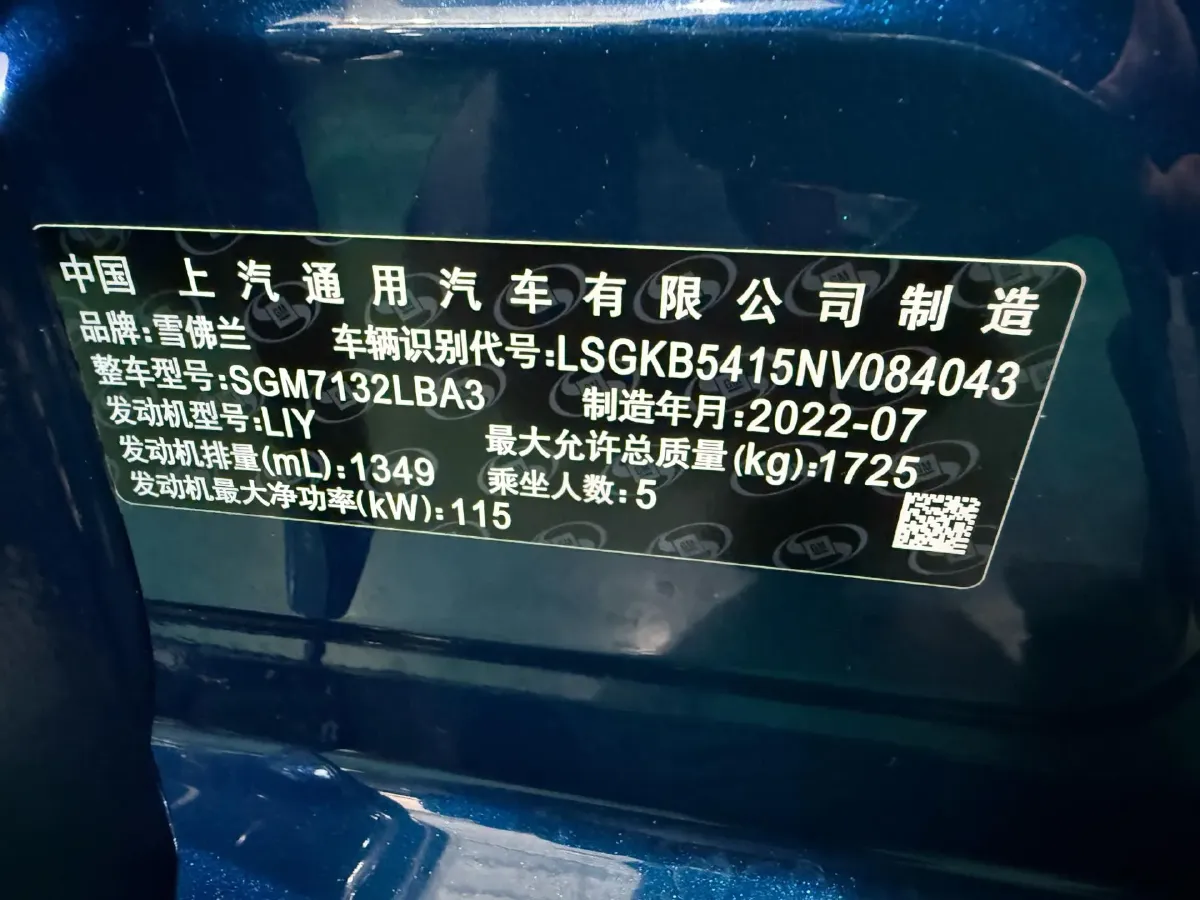 中国 上汽通用汽车有限公司制造
品牌:雪佛兰 车辆识别代号:LSGKB5415NV084043
整车型号:SGM7132LBA3 制造年月:2022-07
发动机型号:LIY 最大允许总质量(kg):1725
发动机排量(mL):1349 乘坐人数:5
发动机最大净功率(kW):115